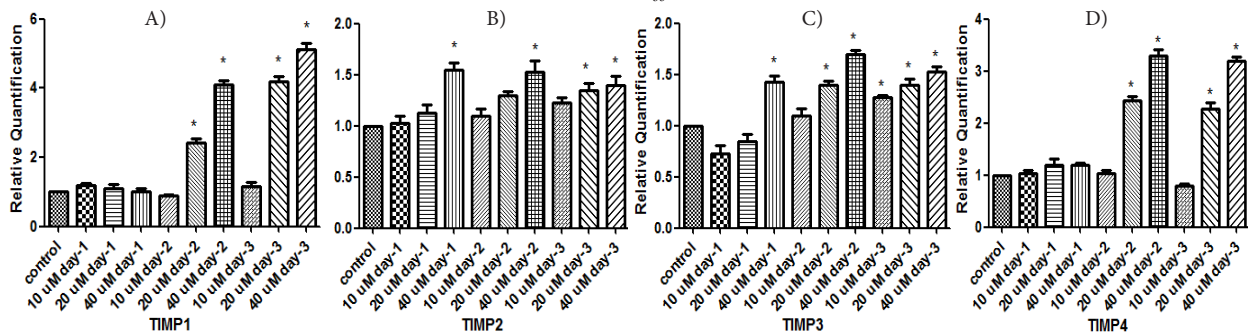 A)
Relative Quantification
6
4
2
0
*
*
*
*
control
10 uM day-1
20 uM day-1
40 uM day-1
10 uM day-2
20 uM day-2
40 uM day-2
10 uM day-3
20 uM day-3
40 uM day-3
TIMP1
B)
2.0
1.5
1.0
0.5
0.0
*
*
*
*
control
10 uM day-1
20 uM day-1
40 uM day-1
10 uM day-2
20 uM day-2
40 uM day-2
10 uM day-3
20 uM day-3
40 uM day-3
TIMP2
C)
Relative Quantification
2.0
1.5
1.0
0.5
0.0
*
*
*
*
*
*
control
10 uM day-1
20 uM day-1
40 uM day-1
10 uM day-2
20 uM day-2
40 uM day-2
10 uM day-3
20 uM day-3
40 uM day-3
TIMP3
D)
Relative Quantification
4
3
2
1
0
*
*
*
*
control
10 uM day-1
20 uM day-1
40 uM day-1
10 uM day-2
20 uM day-2
40 uM day-2
10 uM day-3
20 uM day-3
40 uM day-3
TIMP4